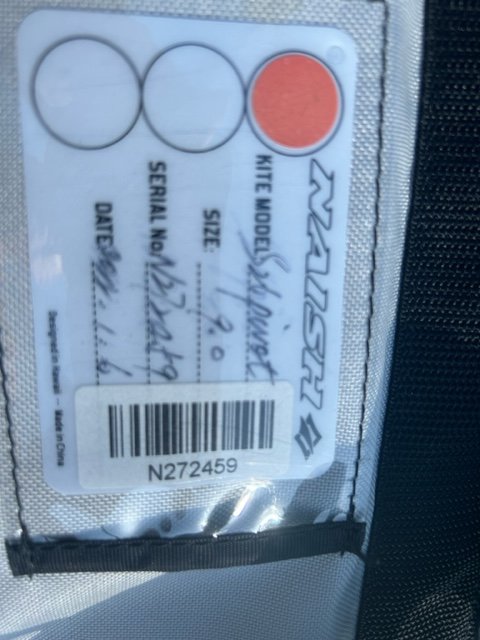 NAISH
KITE MODEL:
SIZE: 9.0
SERIAL No:
DATE:
Designed in Hawaii -- Made in China
N272459